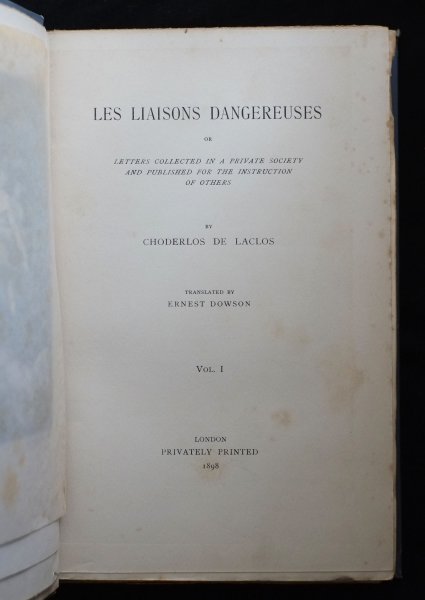 LES LIAISONS DANGEREUSES
OR
LETTERS COLLECTED IN A PRIVATE SOCIETY
AND PUBLISHED FOR THE INSTRUCTION
OF OTHERS
BY
CHODERLOS DE LACLOS
TRANSLATED BY
ERNEST DOWSON
VOL. I
LONDON
PRIVATELY PRINTED
1898